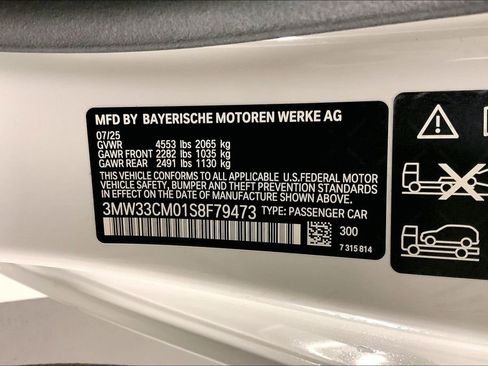 MFD BY BAYERISCHE MOTOREN WERKE AG
07/25
GVWR 4553 lbs 2065 kg
GAWR FRONT 2282 lbs 1035 kg
GAWR REAR 2491 lbs 1130 kg
THIS VEHICLE CONFORMS TO ALL APPLICABLE U.S.FEDERAL MOTOR
VEHICLE SAFETY, BUMPER AND THEFT PREVENTION STANDARDS
IN EFFECT ON THE DATE OF MANUFACTURE SHOWN ABOVE.
3MW33CM01S8F79473 TYPE: PASSENGER CAR
300
7 315 814